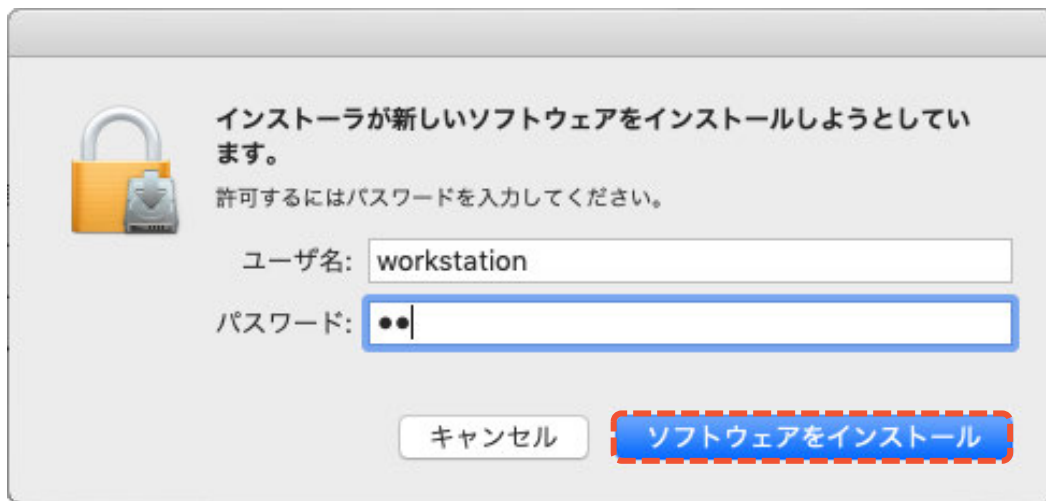 インストーラが新しいソフトウェアをインストールしようとしてい
ます。
許可するにはパスワードを入力してください。
ユーザ名: workstation
パスワード: ●●
キャンセル ソフトウェアをインストール